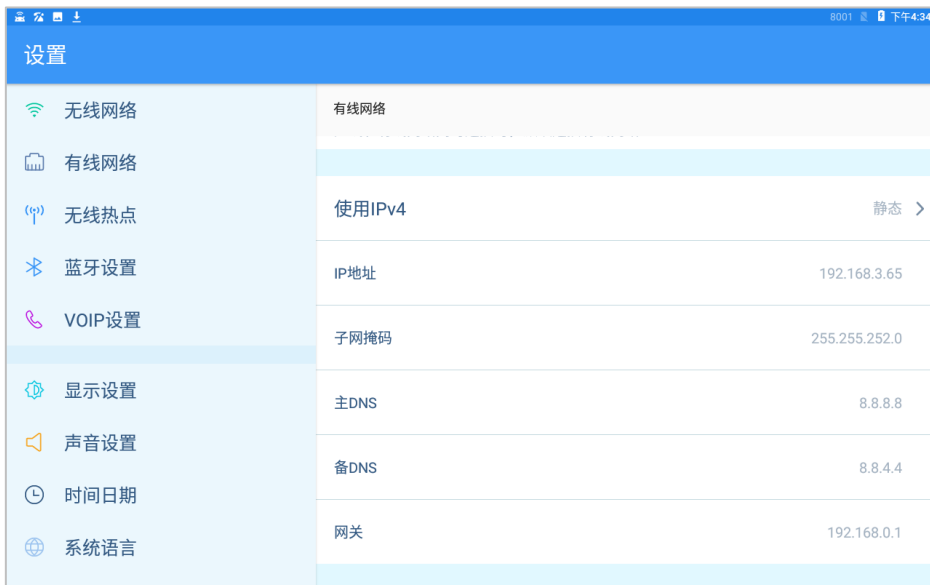 8001 下午4:34
设置
无线网络
有线网络
无线热点
蓝牙设置
VOIP设置
显示设置
声音设置
时间日期
系统语言
有线网络
使用IPv4 静态
IP地址 192.168.3.65
子网掩码 255.255.252.0
主DNS 8.8.8.8
备DNS 8.8.4.4
网关 192.168.0.1